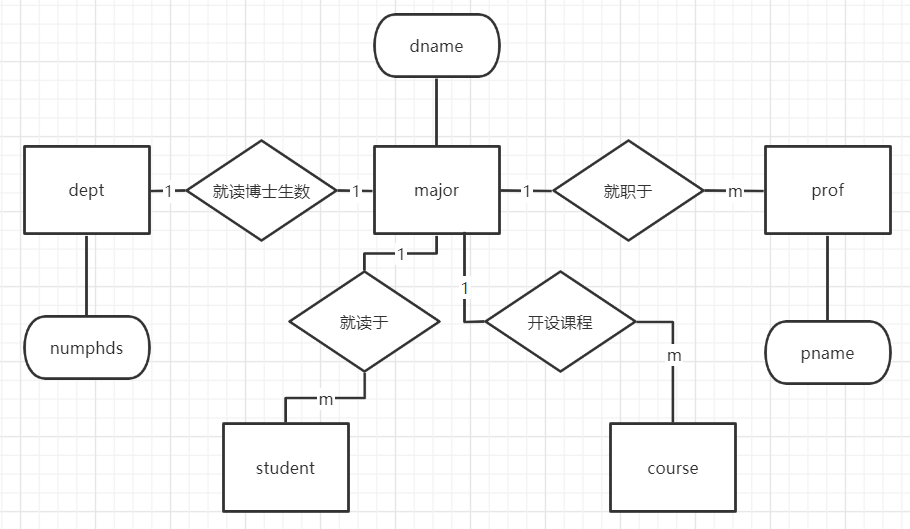 dname
dept
1
就读博士生数
1
major
1
就职于
m
prof
1
1
就读于
开设课程
numphds
pname
m
m
student
course